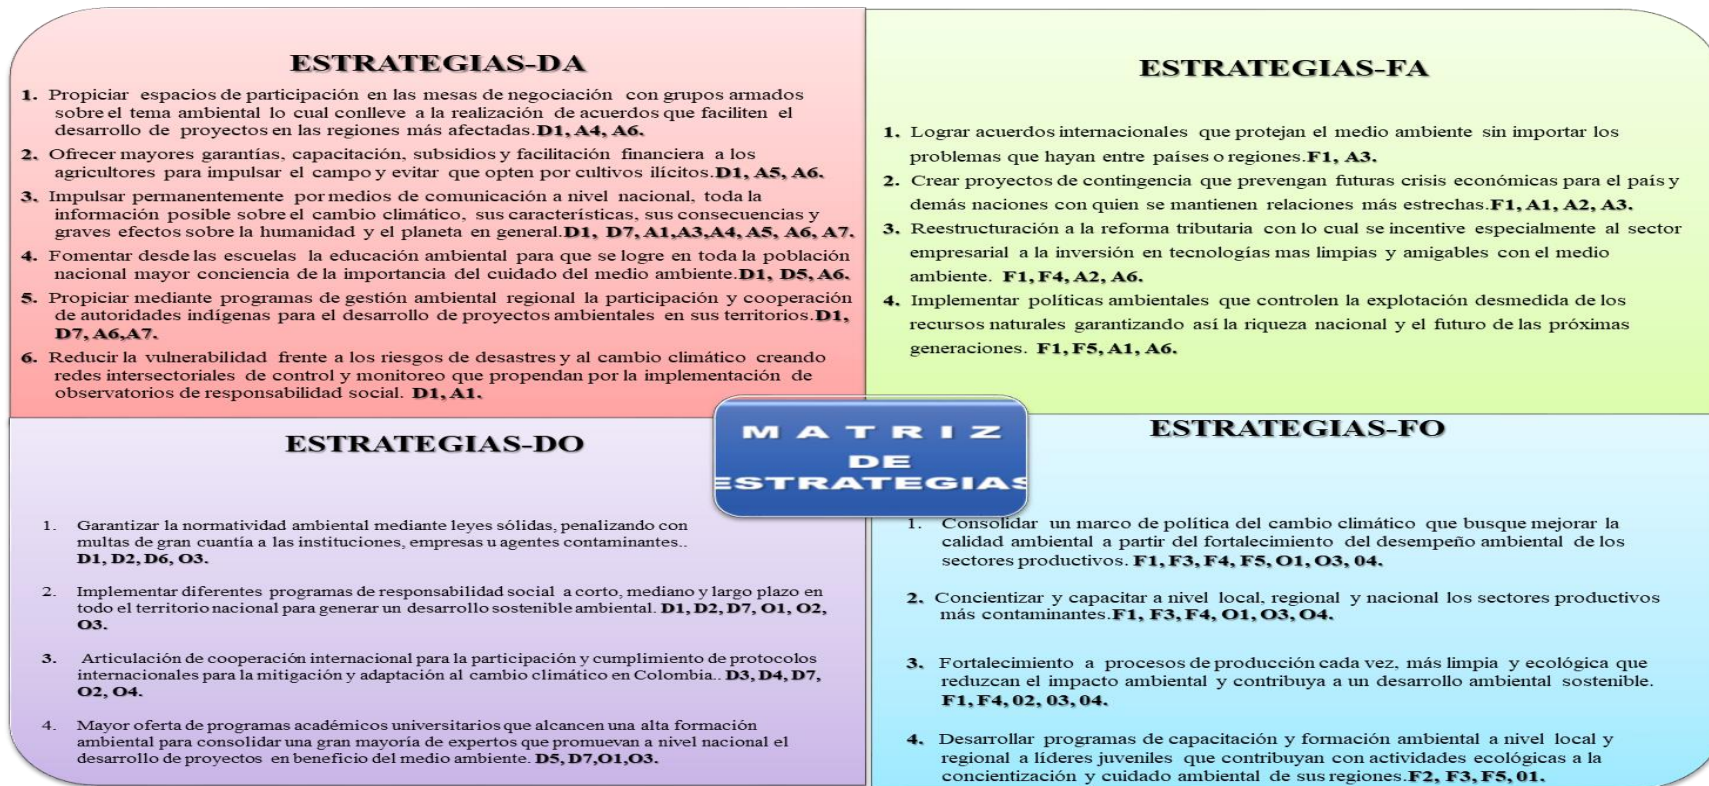 ESTRATEGIAS-DA
1. Propiciar espacios de participación en las mesas de negociación con grupos armados
sobre el tema ambiental lo cual conlleve a la realización de acuerdos que faciliten el
desarrollo de proyectos en las regiones más afectadas.D1, A4, A6.
2. Ofrecer mayores garantías, capacitación, subsidios y facilitación financiera a los
agricultores para impulsar el campo y evitar que opten por cultivos ilícitos.D1, A5, A6.
3. Impulsar permanentemente por medios de comunicación a nivel nacional, toda la
información posible sobre el cambio climático, sus características, sus consecuencias y
graves efectos sobre la humanidad y el planeta en general.D1, D7, A1,A3,A4, A5, A6, A7.
4. Fomentar desde las escuelas la educación ambiental para que se logre en toda la población
nacional mayor conciencia de la importancia del cuidado del medio ambiente.D1, D5, A6.
5. Propiciar mediante programas de gestión ambiental regional la participación y cooperación
de autoridades indígenas para el desarrollo de proyectos ambientales en sus territorios.D1,
D7, A6,A7.
6. Reducir la vulnerabilidad frente a los riesgos de desastres y al cambio climático creando
redes intersectoriales de control y monitoreo que propendan por la implementación de
observatorios de responsabilidad social. D1, A1.
ESTRATEGIAS-FA
1. Lograr acuerdos internacionales que protejan el medio ambiente sin importar los
problemas que hayan entre países o regiones.F1, A3.
2. Crear proyectos de contingencia que prevengan futuras crisis económicas para el país y
demás naciones con quien se mantienen relaciones más estrechas.F1, A1, A2, A3.
3. Reestructuración a la reforma tributaria con lo cual se incentive especialmente al sector
empresarial a la inversión en tecnologías mas limpias y amigables con el medio
ambiente. F1, F4, A2, A6.
4. Implementar políticas ambientales que controlen la explotación desmedida de los
recursos naturales garantizando así la riqueza nacional y el futuro de las próximas
generaciones. F1, F5, A1, A6.
MATRIZ
DE
ESTRATEGIAS
ESTRATEGIAS-DO
1. Garantizar la normatividad ambiental mediante leyes sólidas, penalizando con
multas de gran cuantía a las instituciones, empresas u agentes contaminantes..
D1, D2, D6, O3.
2. Implementar diferentes programas de responsabilidad social a corto, mediano y largo plazo en
todo el territorio nacional para generar un desarrollo sostenible ambiental. D1, D2, D7, O1, O2,
O3.
3. Articulación de cooperación internacional para la participación y cumplimiento de protocolos
internacionales para la mitigación y adaptación al cambio climático en Colombia.. D3, D4, D7,
O2, O4.
4. Mayor oferta de programas académicos universitarios que alcancen una alta formación
ambiental para consolidar una gran mayoría de expertos que promuevan a nivel nacional el
desarrollo de proyectos en beneficio del medio ambiente. D5, D7,O1,O3.
ESTRATEGIAS-FO
1. Consolidar un marco de política del cambio climático que busque mejorar la
calidad ambiental a partir del fortalecimiento del desempeño ambiental de los
sectores productivos. F1, F3, F4, F5, O1, O3, 04.
2. Concientizar y capacitar a nivel local, regional y nacional los sectores productivos
más contaminantes.F1, F3, F4, O1, O3, O4.
3. Fortalecimiento a procesos de producción cada vez, más limpia y ecológica que
reduzcan el impacto ambiental y contribuya a un desarrollo ambiental sostenible.
F1, F4, 02, 03, 04.
4. Desarrollar programas de capacitación y formación ambiental a nivel local y
regional a líderes juveniles que contribuyan con actividades ecológicas a la
concientización y cuidado ambiental de sus regiones.F2, F3, F5, 01.